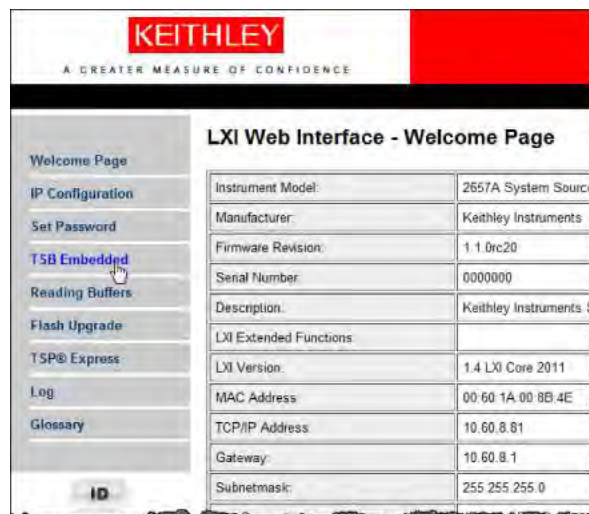 KEITHLEY
A GREATER MEASURE OF CONFIDENCE
LXI Web Interface - Welcome Page
Welcome Page
IP Configuration
Set Password
TSB Embedded
Reading Buffers
Flash Upgrade
TSP® Express
Log
Glossary
ID
Instrument Model: 2657A System Sourc
Manufacturer: Keithley Instruments
Firmware Revision: 1.1.0rc20
Serial Number 0000000
Description: Keithley Instruments
LXI Extended Functions
LXI Version: 1.4 LXI Core 2011
MAC Address 00:60:1A:00:8B:4E
TCP/IP Address 10.60.8.81
Gateway: 10.60.8.1
Subnetmask: 255.255.255.0